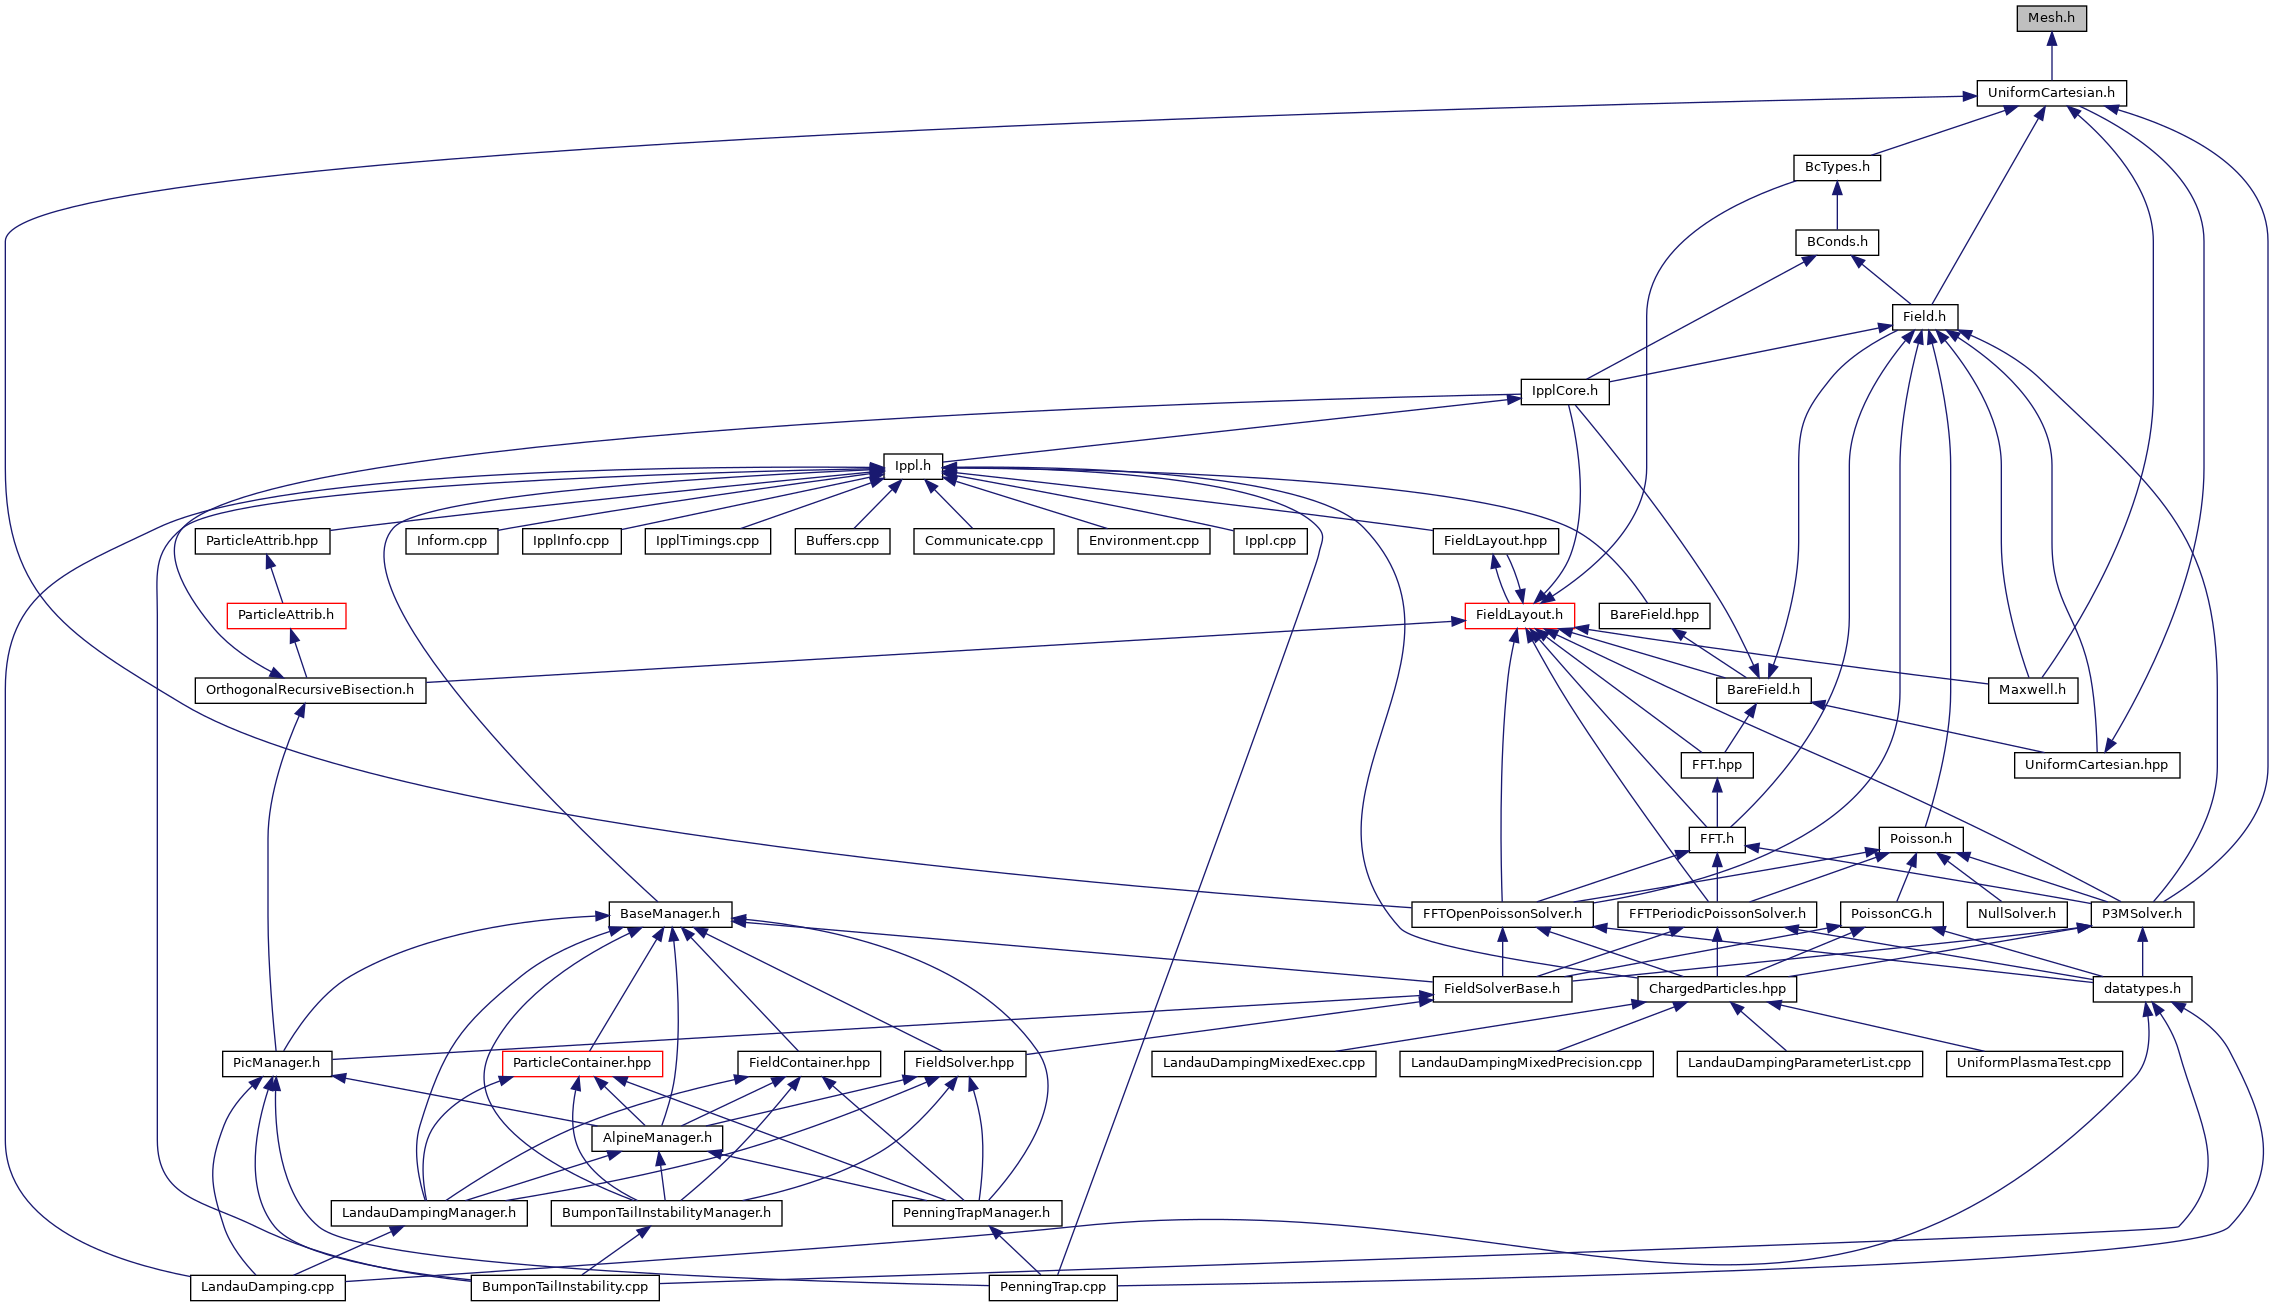 Mesh.h
UniformCartesian.h
BcTypes.h
BConds.h
Field.h
IpplCore.h
Ippl.h
ParticleAttrib.hpp
Inform.cpp
IpplInfo.cpp
IpplTimings.cpp
Buffers.cpp
Communicate.cpp
Environment.cpp
Ippl.cpp
FieldLayout.hpp
ParticleAttrib.h
FieldLayout.h
BareField.hpp
OrthogonalRecursiveBisection.h
BareField.h
Maxwell.h
FFT.hpp
UniformCartesian.hpp
FFT.h
Poisson.h
BaseManager.h
FFTOpenPoissonSolver.h
FFTPeriodicPoissonSolver.h
PoissonCG.h
NullSolver.h
P3MSolver.h
FieldSolverBase.h
ChargedParticles.hpp
datatypes.h
PicManager.h
ParticleContainer.hpp
FieldContainer.hpp
FieldSolver.hpp
LandauDampingMixedExec.cpp
LandauDampingMixedPrecision.cpp
LandauDampingParameterList.cpp
UniformPlasmaTest.cpp
AlpineManager.h
LandauDampingManager.h
BumponTailInstabilityManager.h
PenningTrapManager.h
LandauDamping.cpp
BumponTailInstability.cpp
PenningTrap.cpp